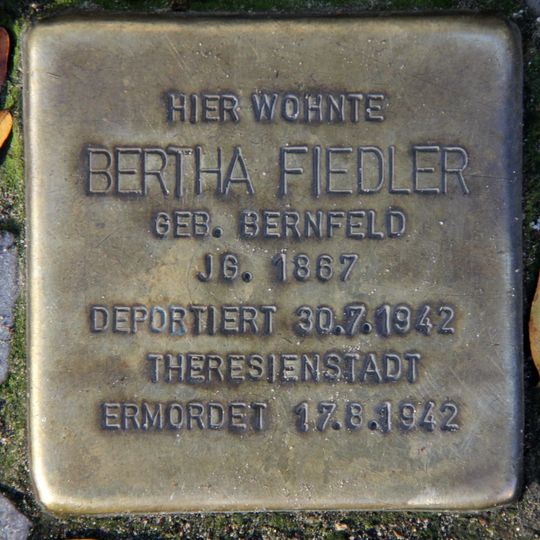 HIER WOHNTE
BERTHA FIEDLER
GEB. BERNFELD
JG. 1867
DEPORTIERT 30.7.1942
THERESIENSTADT
ERMORDET 17.8.1942